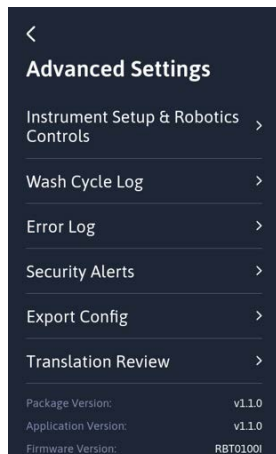 Advanced Settings
Instrument Setup & Robotics
Controls
Wash Cycle Log
Error Log
Security Alerts
Export Config
Translation Review
Package Version: v1.1.0
Application Version: v1.1.0
Firmware Version: